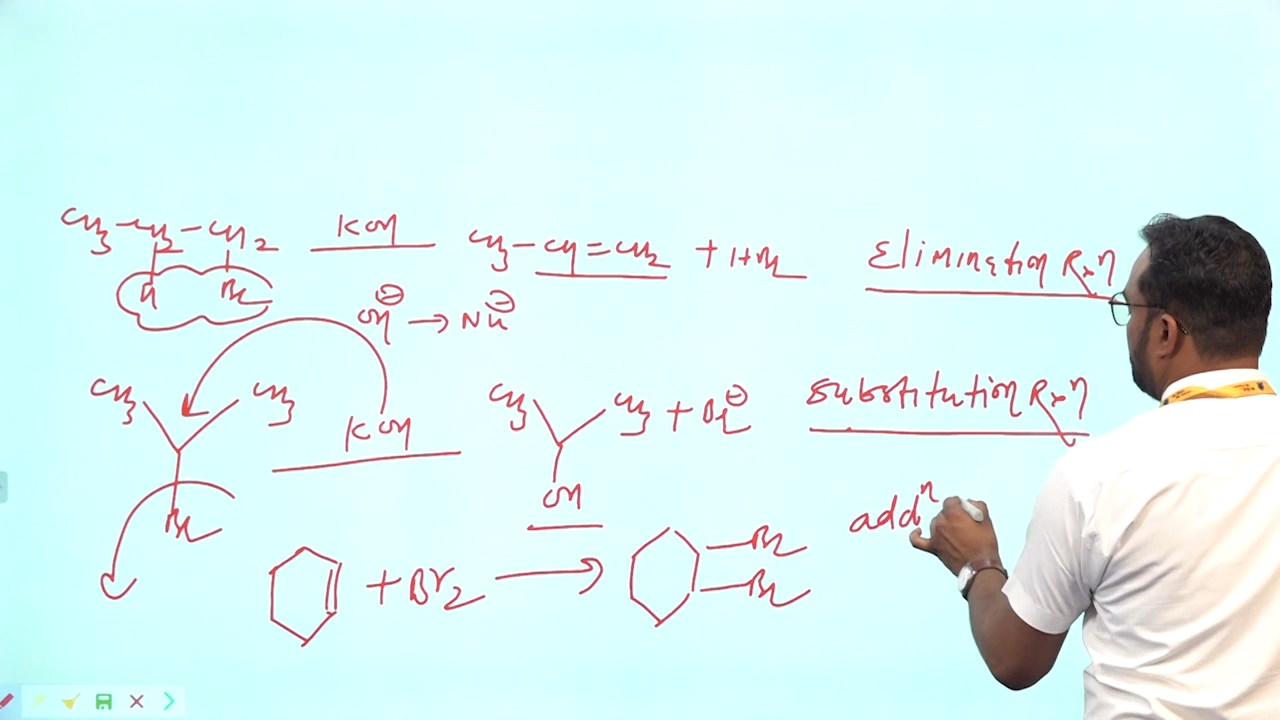 CH3-CH2-CH2 KOH CH3-CH=CH2 + HBr Elimination Rxn
H Br OH⊖ → Nu⊖
CH3 CH3 KOH CH3 CH3 + Br⊖ Substitution Rxn
Br OH addn
+ Br2 → Br
Br